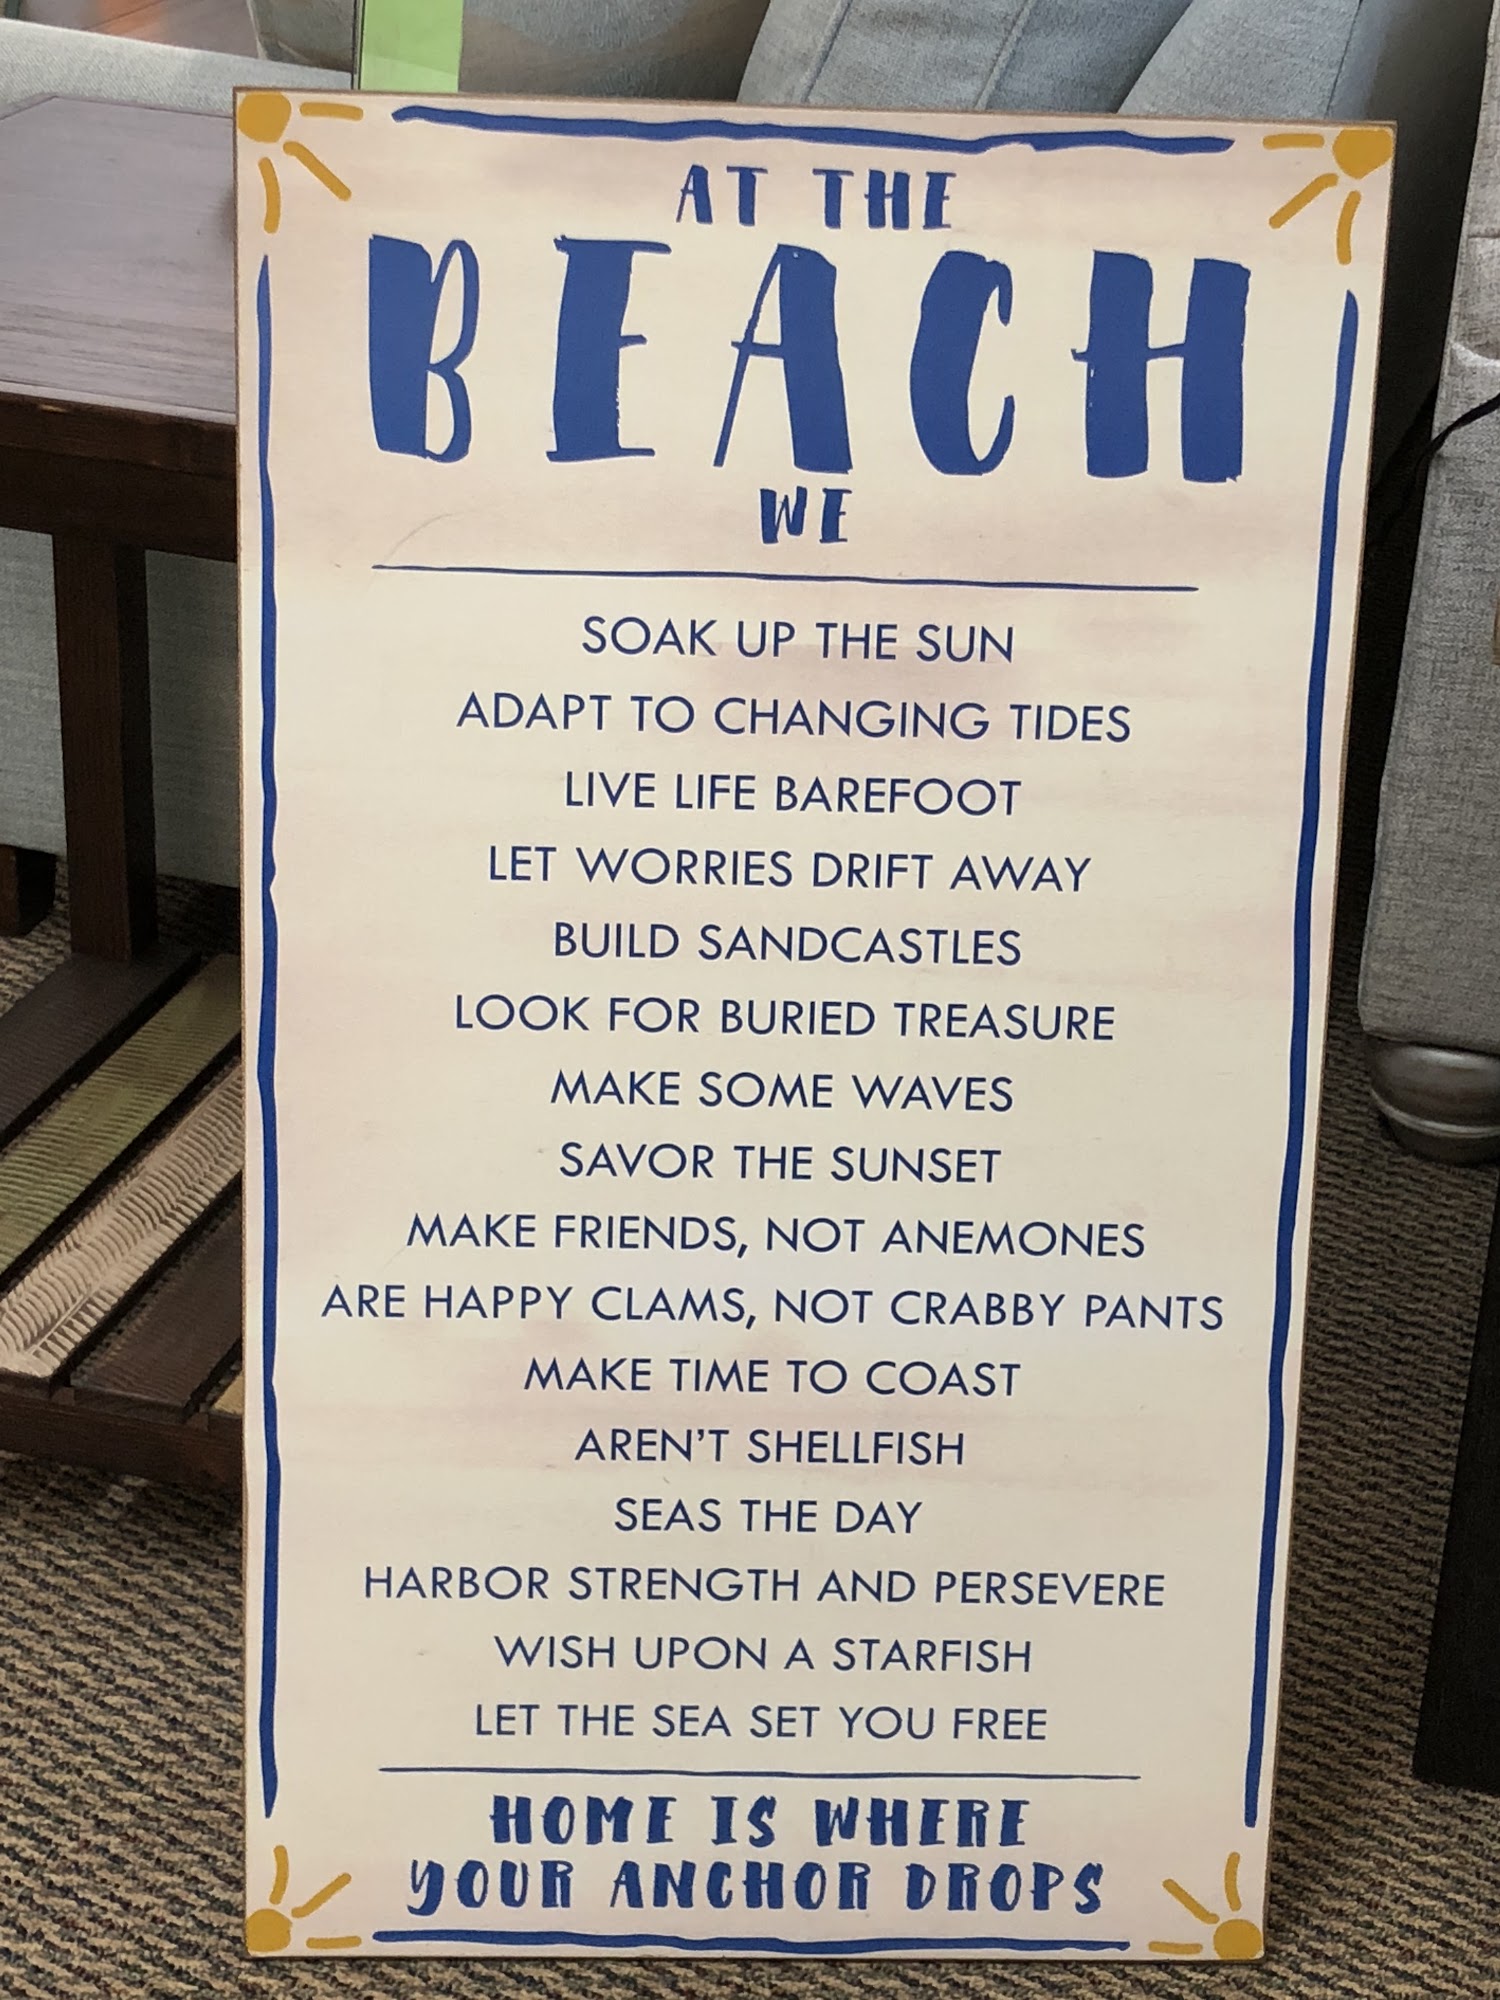 AT THE
BEACH
WE
SOAK UP THE SUN
ADAPT TO CHANGING TIDES
LIVE LIFE BAREFOOT
LET WORRIES DRIFT AWAY
BUILD SANDCASTLES
LOOK FOR BURIED TREASURE
MAKE SOME WAVES
SAVOR THE SUNSET
MAKE FRIENDS, NOT ANEMONES
ARE HAPPY CLAMS, NOT CRABBY PANTS
MAKE TIME TO COAST
AREN'T SHELLFISH
SEAS THE DAY
HARBOR STRENGTH AND PERSEVERE
WISH UPON A STARFISH
LET THE SEA SET YOU FREE
HOME IS WHERE
YOUR ANCHOR DROPS